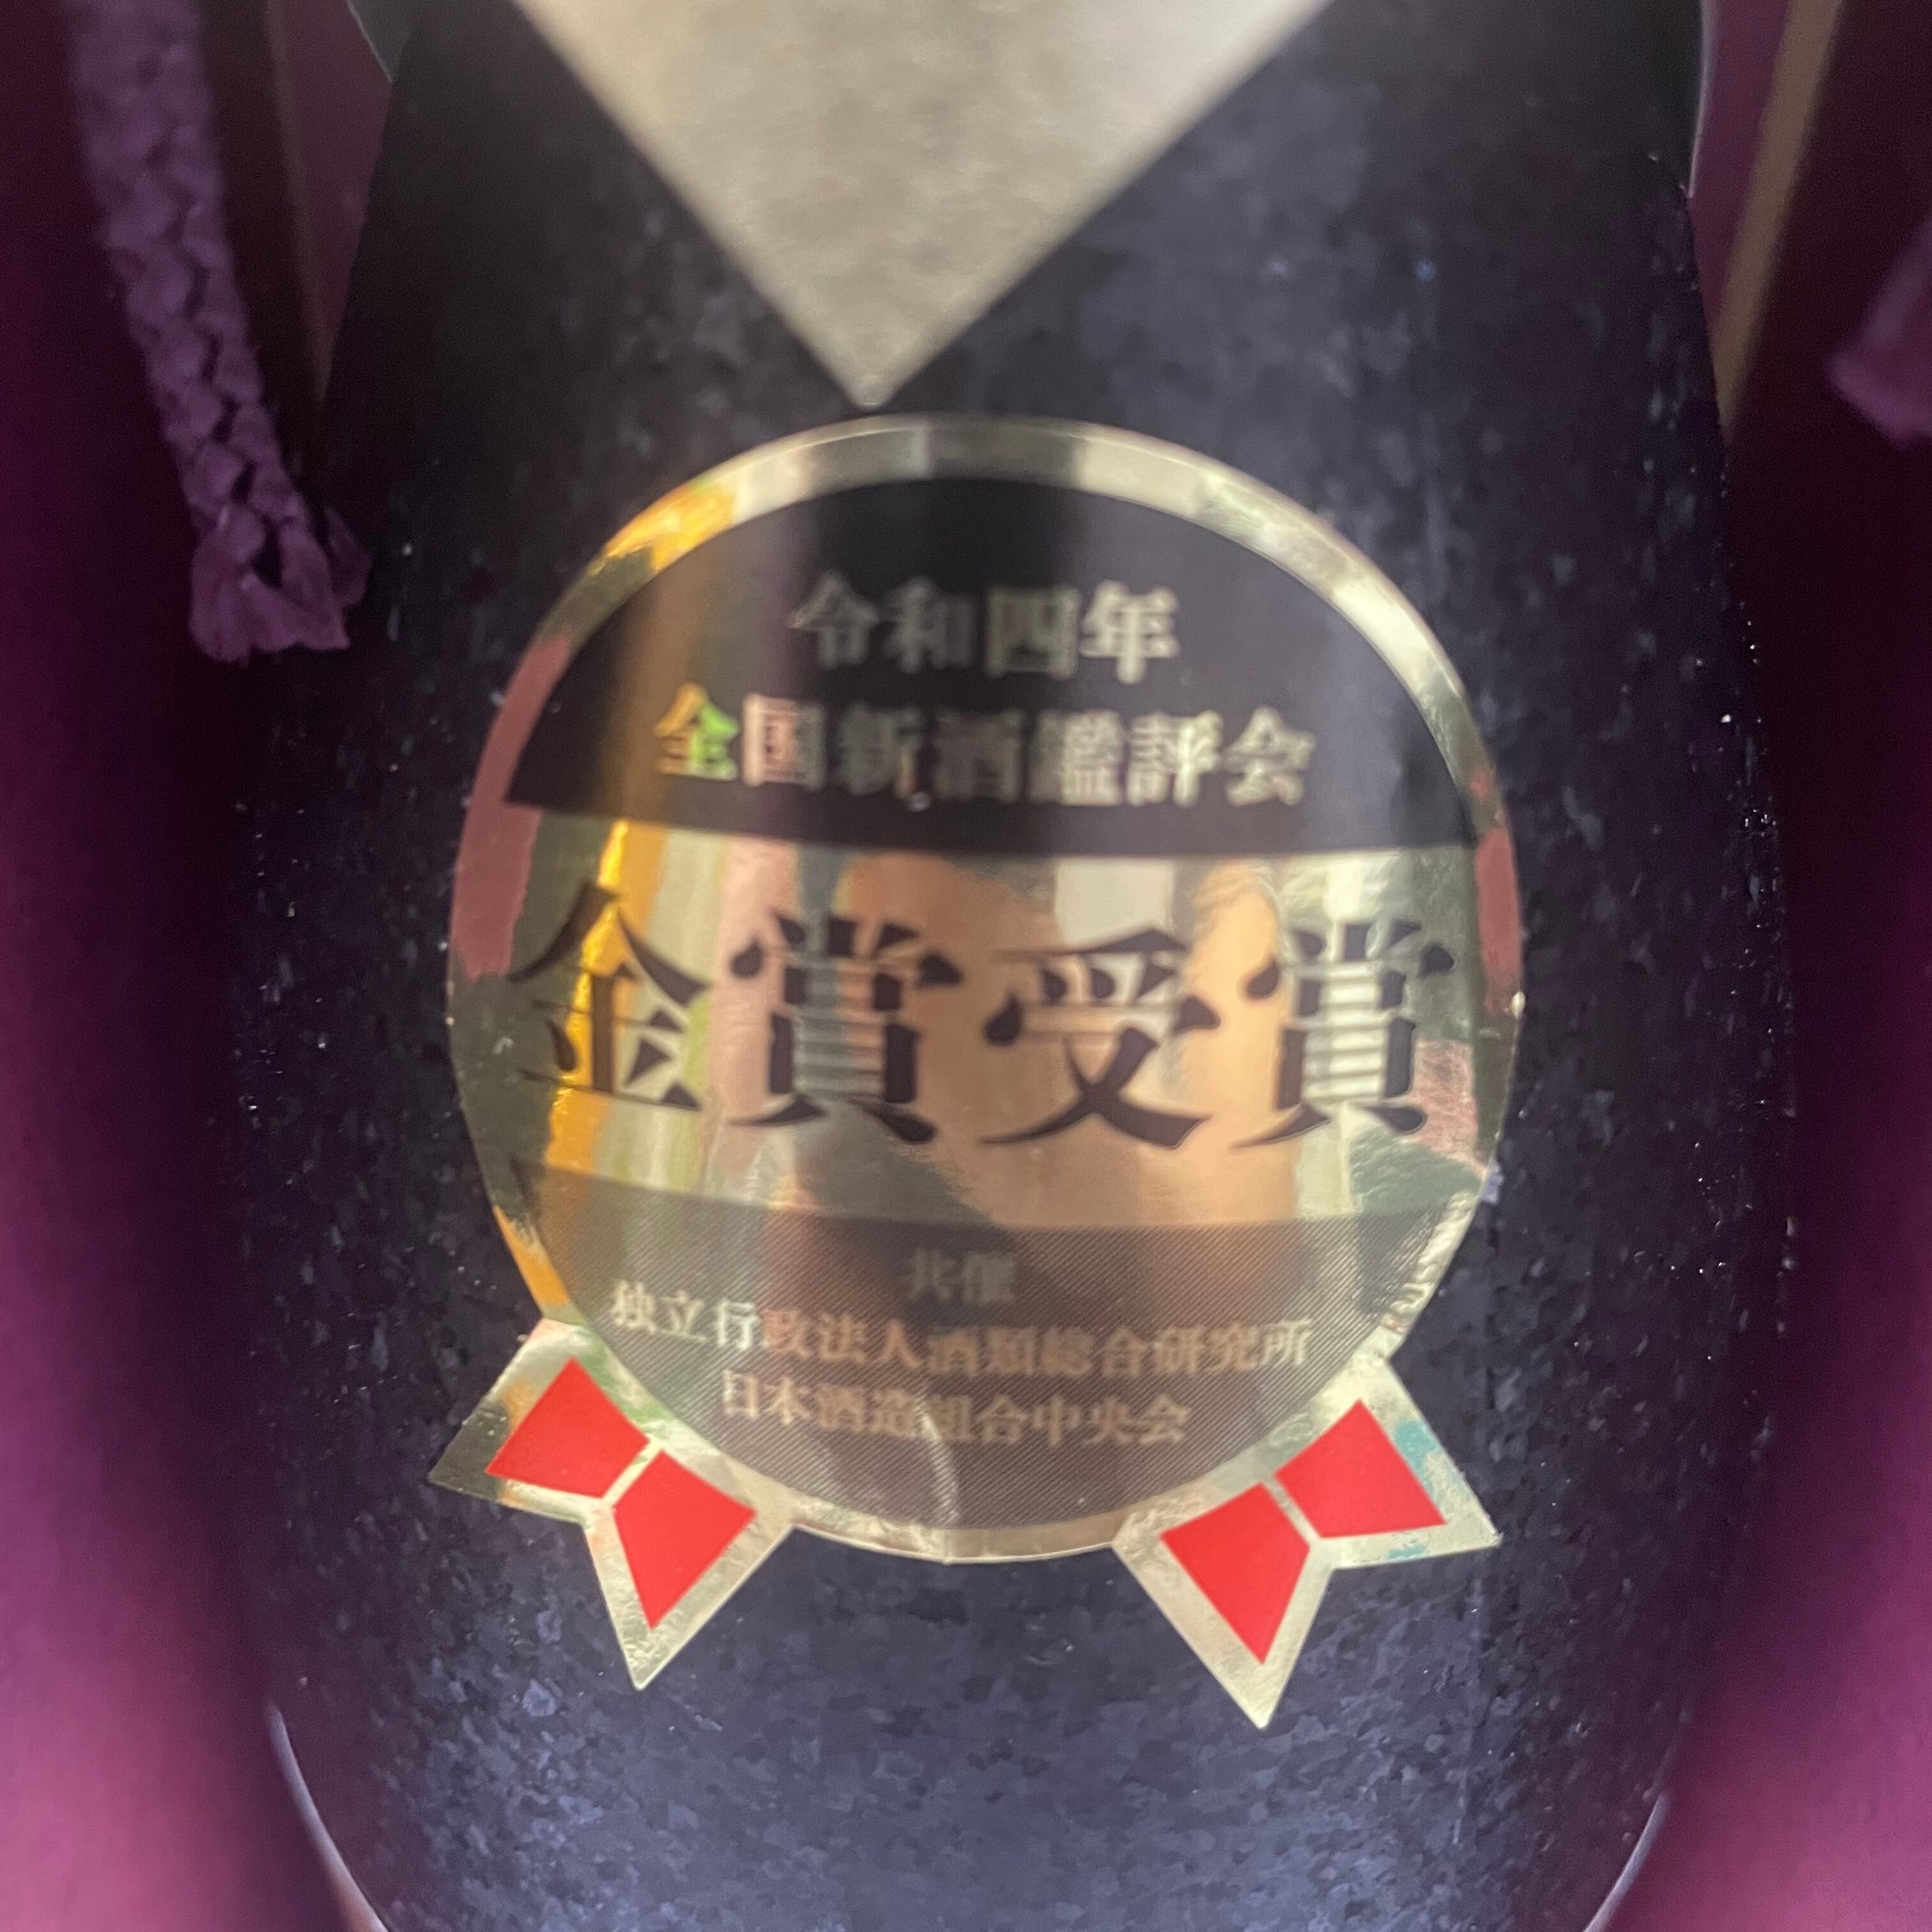 令和四年
全国新酒鑑評会
金賞受賞
共催
独立行政法人酒類総合研究所
日本酒造組合中央会